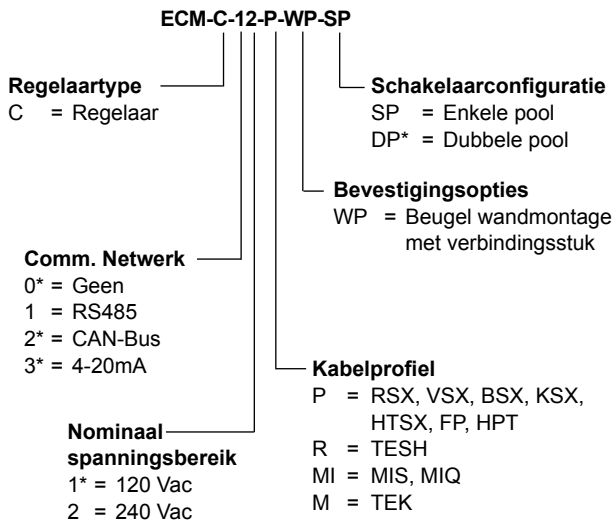 ECM-C-12-P-WP-SP
Regelaartype
C = Regelaar
Schakelaarconfiguratie
SP = Enkele pool
DP* = Dubbele pool
Bevestigingsopties
WP = Beugel wandmontage
met verbindingsstuk
Comm. Netwerk
0* = Geen
1 = RS485
2* = CAN-Bus
3* = 4-20mA
Kabelprofiel
P = RSX, VSX, BSX, KSX,
HTSX, FP, HPT
R = TESH
MI = MIS, MIQ
M = TEK
Nominaal
spanningsbereik
1* = 120 Vac
2 = 240 Vac